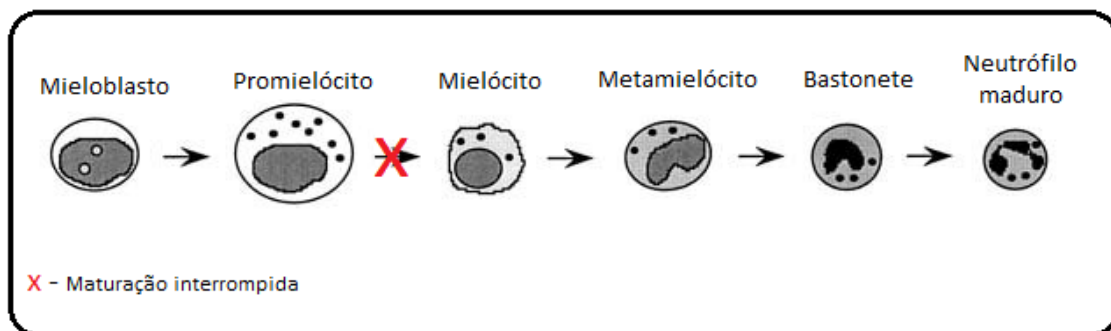 Mieloblasto
Promielócito
Mielócito
Metamielócito
Bastonete
Neutrófilo
maduro
X
X - Maturação interrompida